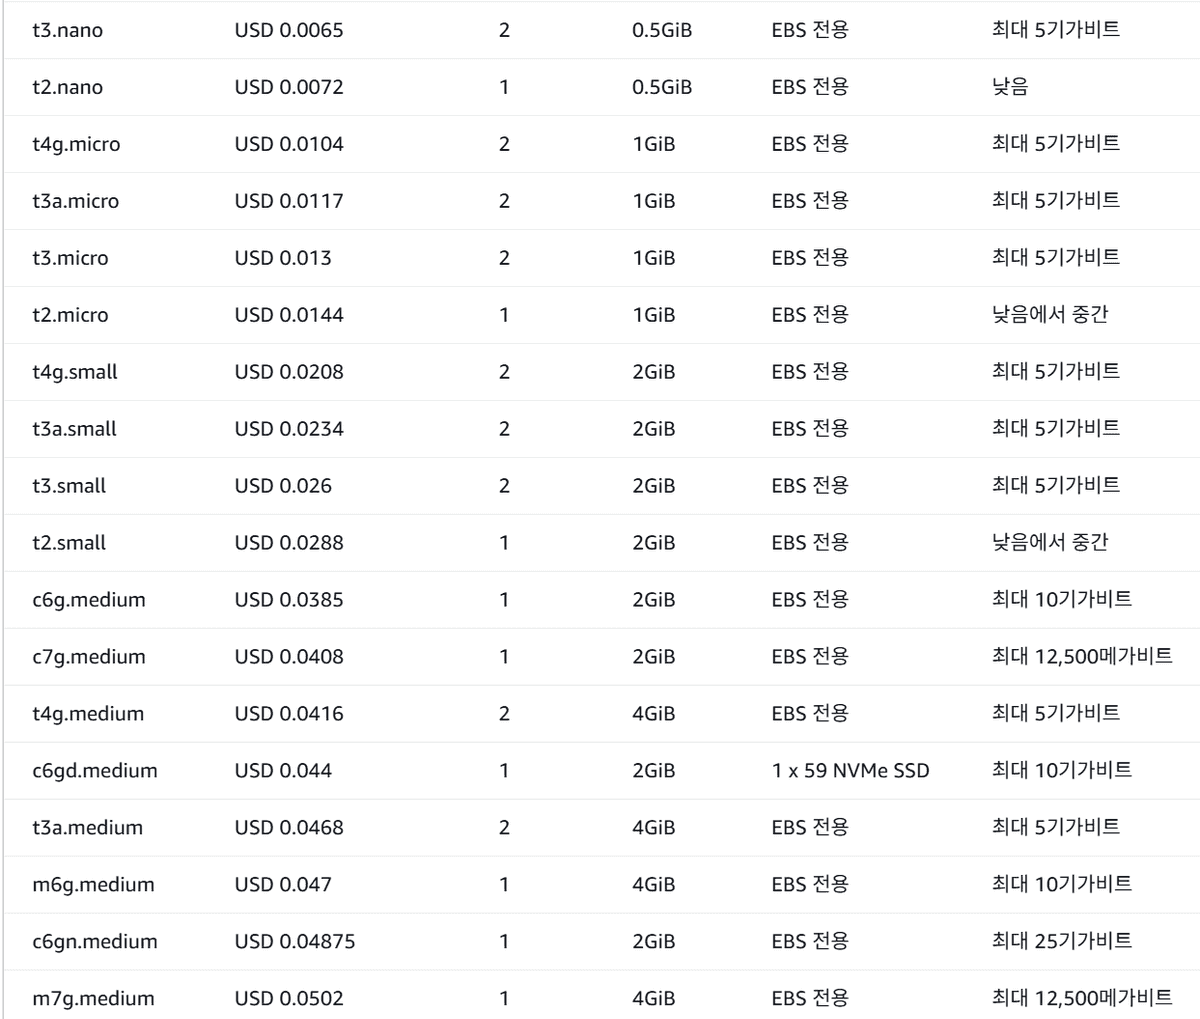 t3.nano USD 0.0065 2 0.5GiB EBS 전용 최대 5기가비트
t2.nano USD 0.0072 1 0.5GiB EBS 전용 낮음
t4g.micro USD 0.0104 2 1GiB EBS 전용 최대 5기가비트
t3a.micro USD 0.0117 2 1GiB EBS 전용 최대 5기가비트
t3.micro USD 0.013 2 1GiB EBS 전용 최대 5기가비트
t2.micro USD 0.0144 1 1GiB EBS 전용 낮음에서 중간
t4g.small USD 0.0208 2 2GiB EBS 전용 최대 5기가비트
t3a.small USD 0.0234 2 2GiB EBS 전용 최대 5기가비트
t3.small USD 0.026 2 2GiB EBS 전용 최대 5기가비트
t2.small USD 0.0288 1 2GiB EBS 전용 낮음에서 중간
c6g.medium USD 0.0385 1 2GiB EBS 전용 최대 10기가비트
c7g.medium USD 0.0408 1 2GiB EBS 전용 최대 12,500메가비트
t4g.medium USD 0.0416 2 4GiB EBS 전용 최대 5기가비트
c6gd.medium USD 0.044 1 2GiB 1 x 59 NVMe SSD 최대 10기가비트
t3a.medium USD 0.0468 2 4GiB EBS 전용 최대 5기가비트
m6g.medium USD 0.047 1 4GiB EBS 전용 최대 10기가비트
c6gn.medium USD 0.04875 1 2GiB EBS 전용 최대 25기가비트
m7g.medium USD 0.0502 1 4GiB EBS 전용 최대 12,500메가비트